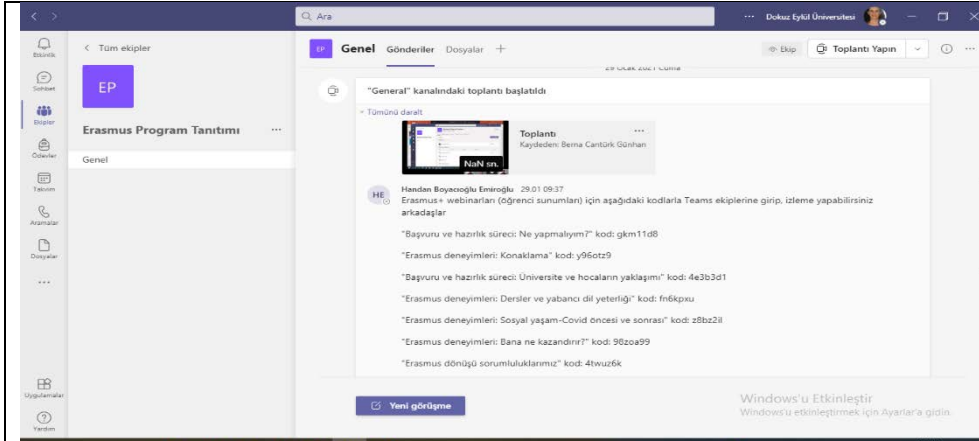 Ara
Dokuz Eylül Üniversitesi
Etkinlik
Sohbet
Ekipler
Ödevler
Takvim
Aramalar
Dosyalar
Uygulamalar
Yardım
Tüm ekipler
EP
Erasmus Program Tanıtımı
Genel
EP Genel Gönderiler Dosyalar
Ekip
Toplantı Yapın
29 Ocak 2021 Cuma
"General" kanalındaki toplantı başlatıldı
Tümünü daralt
NaN sn.
Toplantı
Kaydeden: Berna Cantürk Günhan
HE
Handan Boyacıoğlu Emiroğlu 29.01 09:37
Erasmus+ webinarları (öğrenci sunumları) için aşağıdaki kodlarla Teams ekiplerine girip, izleme yapabilirsiniz
arkadaşlar
"Başvuru ve hazırlık süreci: Ne yapmalıyım?" kod: gkm11d8
"Erasmus deneyimleri: Konaklama" kod: y96otz9
"Başvuru ve hazırlık süreci: Üniversite ve hocaların yaklaşımı" kod: 4e3b3d1
"Erasmus deneyimleri: Dersler ve yabancı dil yeterliği" kod: fn6kpxu
"Erasmus deneyimleri: Sosyal yaşam-Covid öncesi ve sonrası" kod: z8bz2il
"Erasmus deneyimleri: Bana ne kazandırır?" kod: 98zoa99
"Erasmus dönüşü sorumluluklarımız" kod: 4twuz6k
Yeni görüşme
Windows'u Etkinleştir
Windows'u etkinleştirmek için Ayarlar'a gidin.